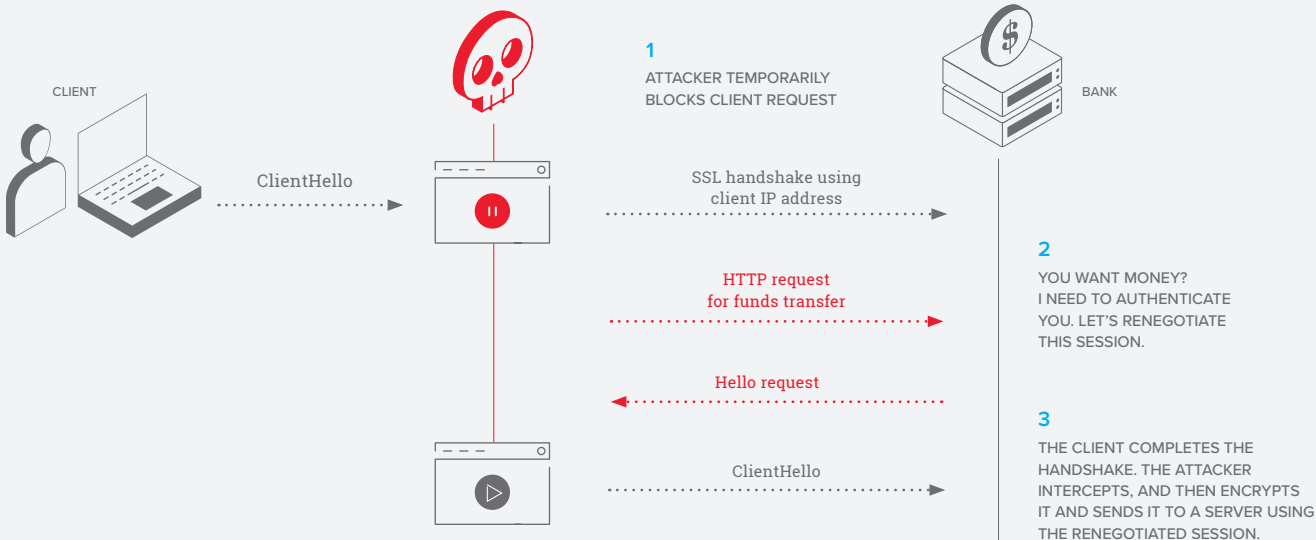 1
ATTACKER TEMPORARILY
BLOCKS CLIENT REQUEST
CLIENT
$
BANK
ClientHello
SSL handshake using
client IP address
HTTP request
for funds transfer
2
YOU WANT MONEY?
I NEED TO AUTHENTICATE
YOU. LET’S RENEGOTIATE
THIS SESSION.
Hello request
ClientHello
3
THE CLIENT COMPLETES THE
HANDSHAKE. THE ATTACKER
INTERCEPTS, AND THEN ENCRYPTS
IT AND SENDS IT TO A SERVER USING
THE RENEGOTIATED SESSION.